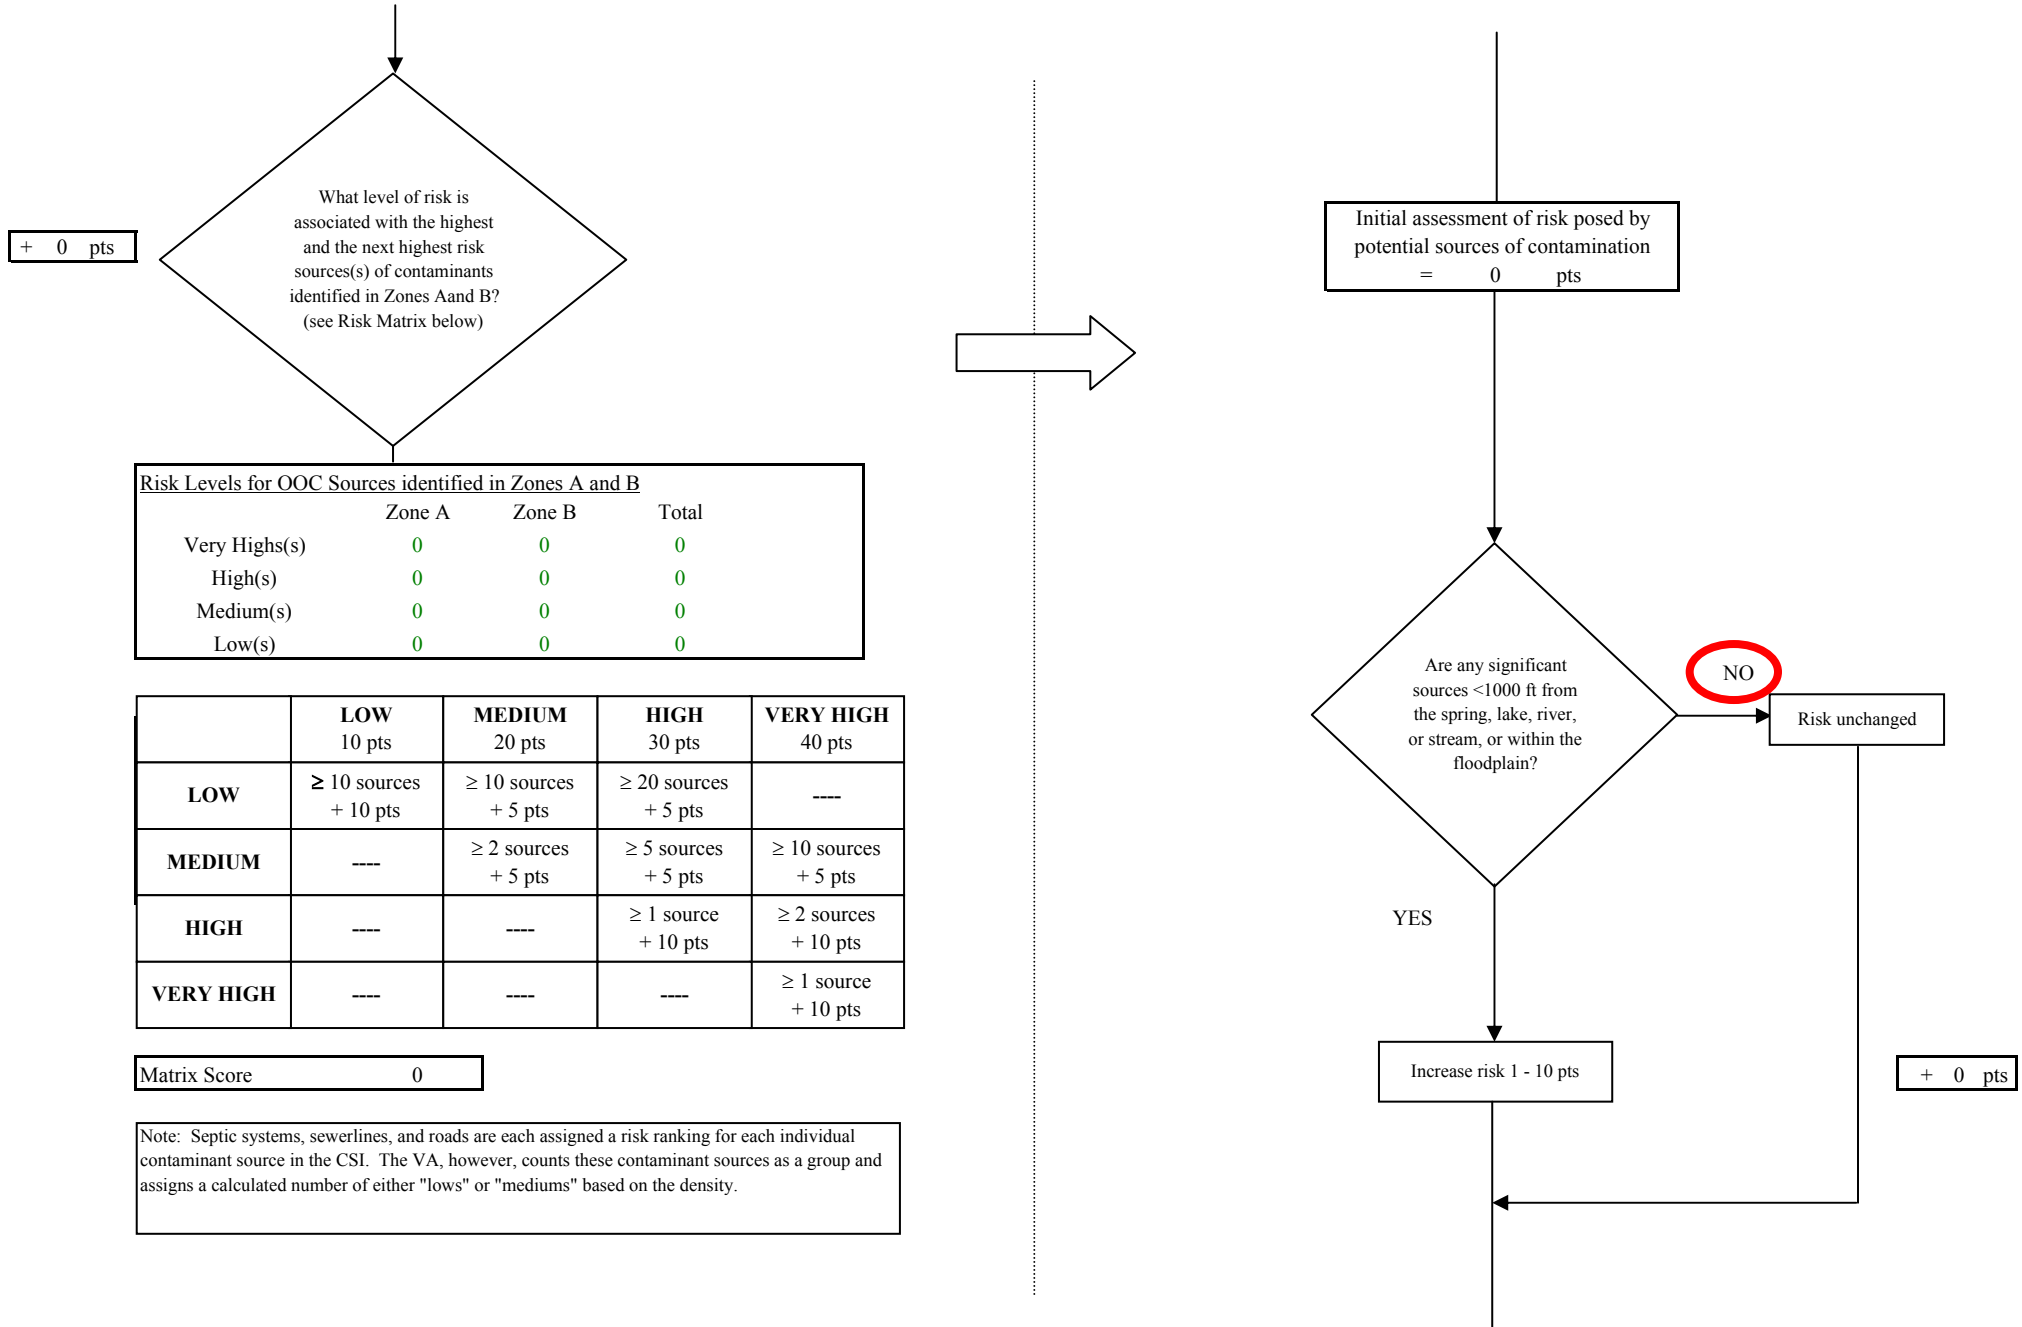 What level of risk is
associated with the highest
and the next highest risk
sources(s) of contaminants
identified in Zones Aand B?
(see Risk Matrix below)
+ 0 pts
Risk Levels for OOC Sources identified in Zones A and B
Zone A Zone B Total
Very Highs(s) 0 0 0
High(s) 0 0 0
Medium(s) 0 0 0
Low(s) 0 0 0
LOW MEDIUM HIGH VERY HIGH
10 pts 20 pts 30 pts 40 pts
LOW ≥ 10 sources ≥ 10 sources ≥ 20 sources ----
+ 10 pts + 5 pts + 5 pts
MEDIUM ---- ≥ 2 sources ≥ 5 sources ≥ 10 sources
+ 5 pts + 5 pts + 5 pts
HIGH ---- ---- ≥ 1 source ≥ 2 sources
+ 10 pts + 10 pts
VERY HIGH ---- ---- ---- ≥ 1 source
+ 10 pts
Matrix Score 0
Note: Septic systems, sewerlines, and roads are each assigned a risk ranking for each individual
contaminant source in the CSI. The VA, however, counts these contaminant sources as a group and
assigns a calculated number of either "lows" or "mediums" based on the density.
Initial assessment of risk posed by
potential sources of contamination
= 0 pts
Are any significant
sources <1000 ft from
the spring, lake, river,
or stream, or within the
floodplain?
NO
Risk unchanged
YES
Increase risk 1 - 10 pts
+ 0 pts